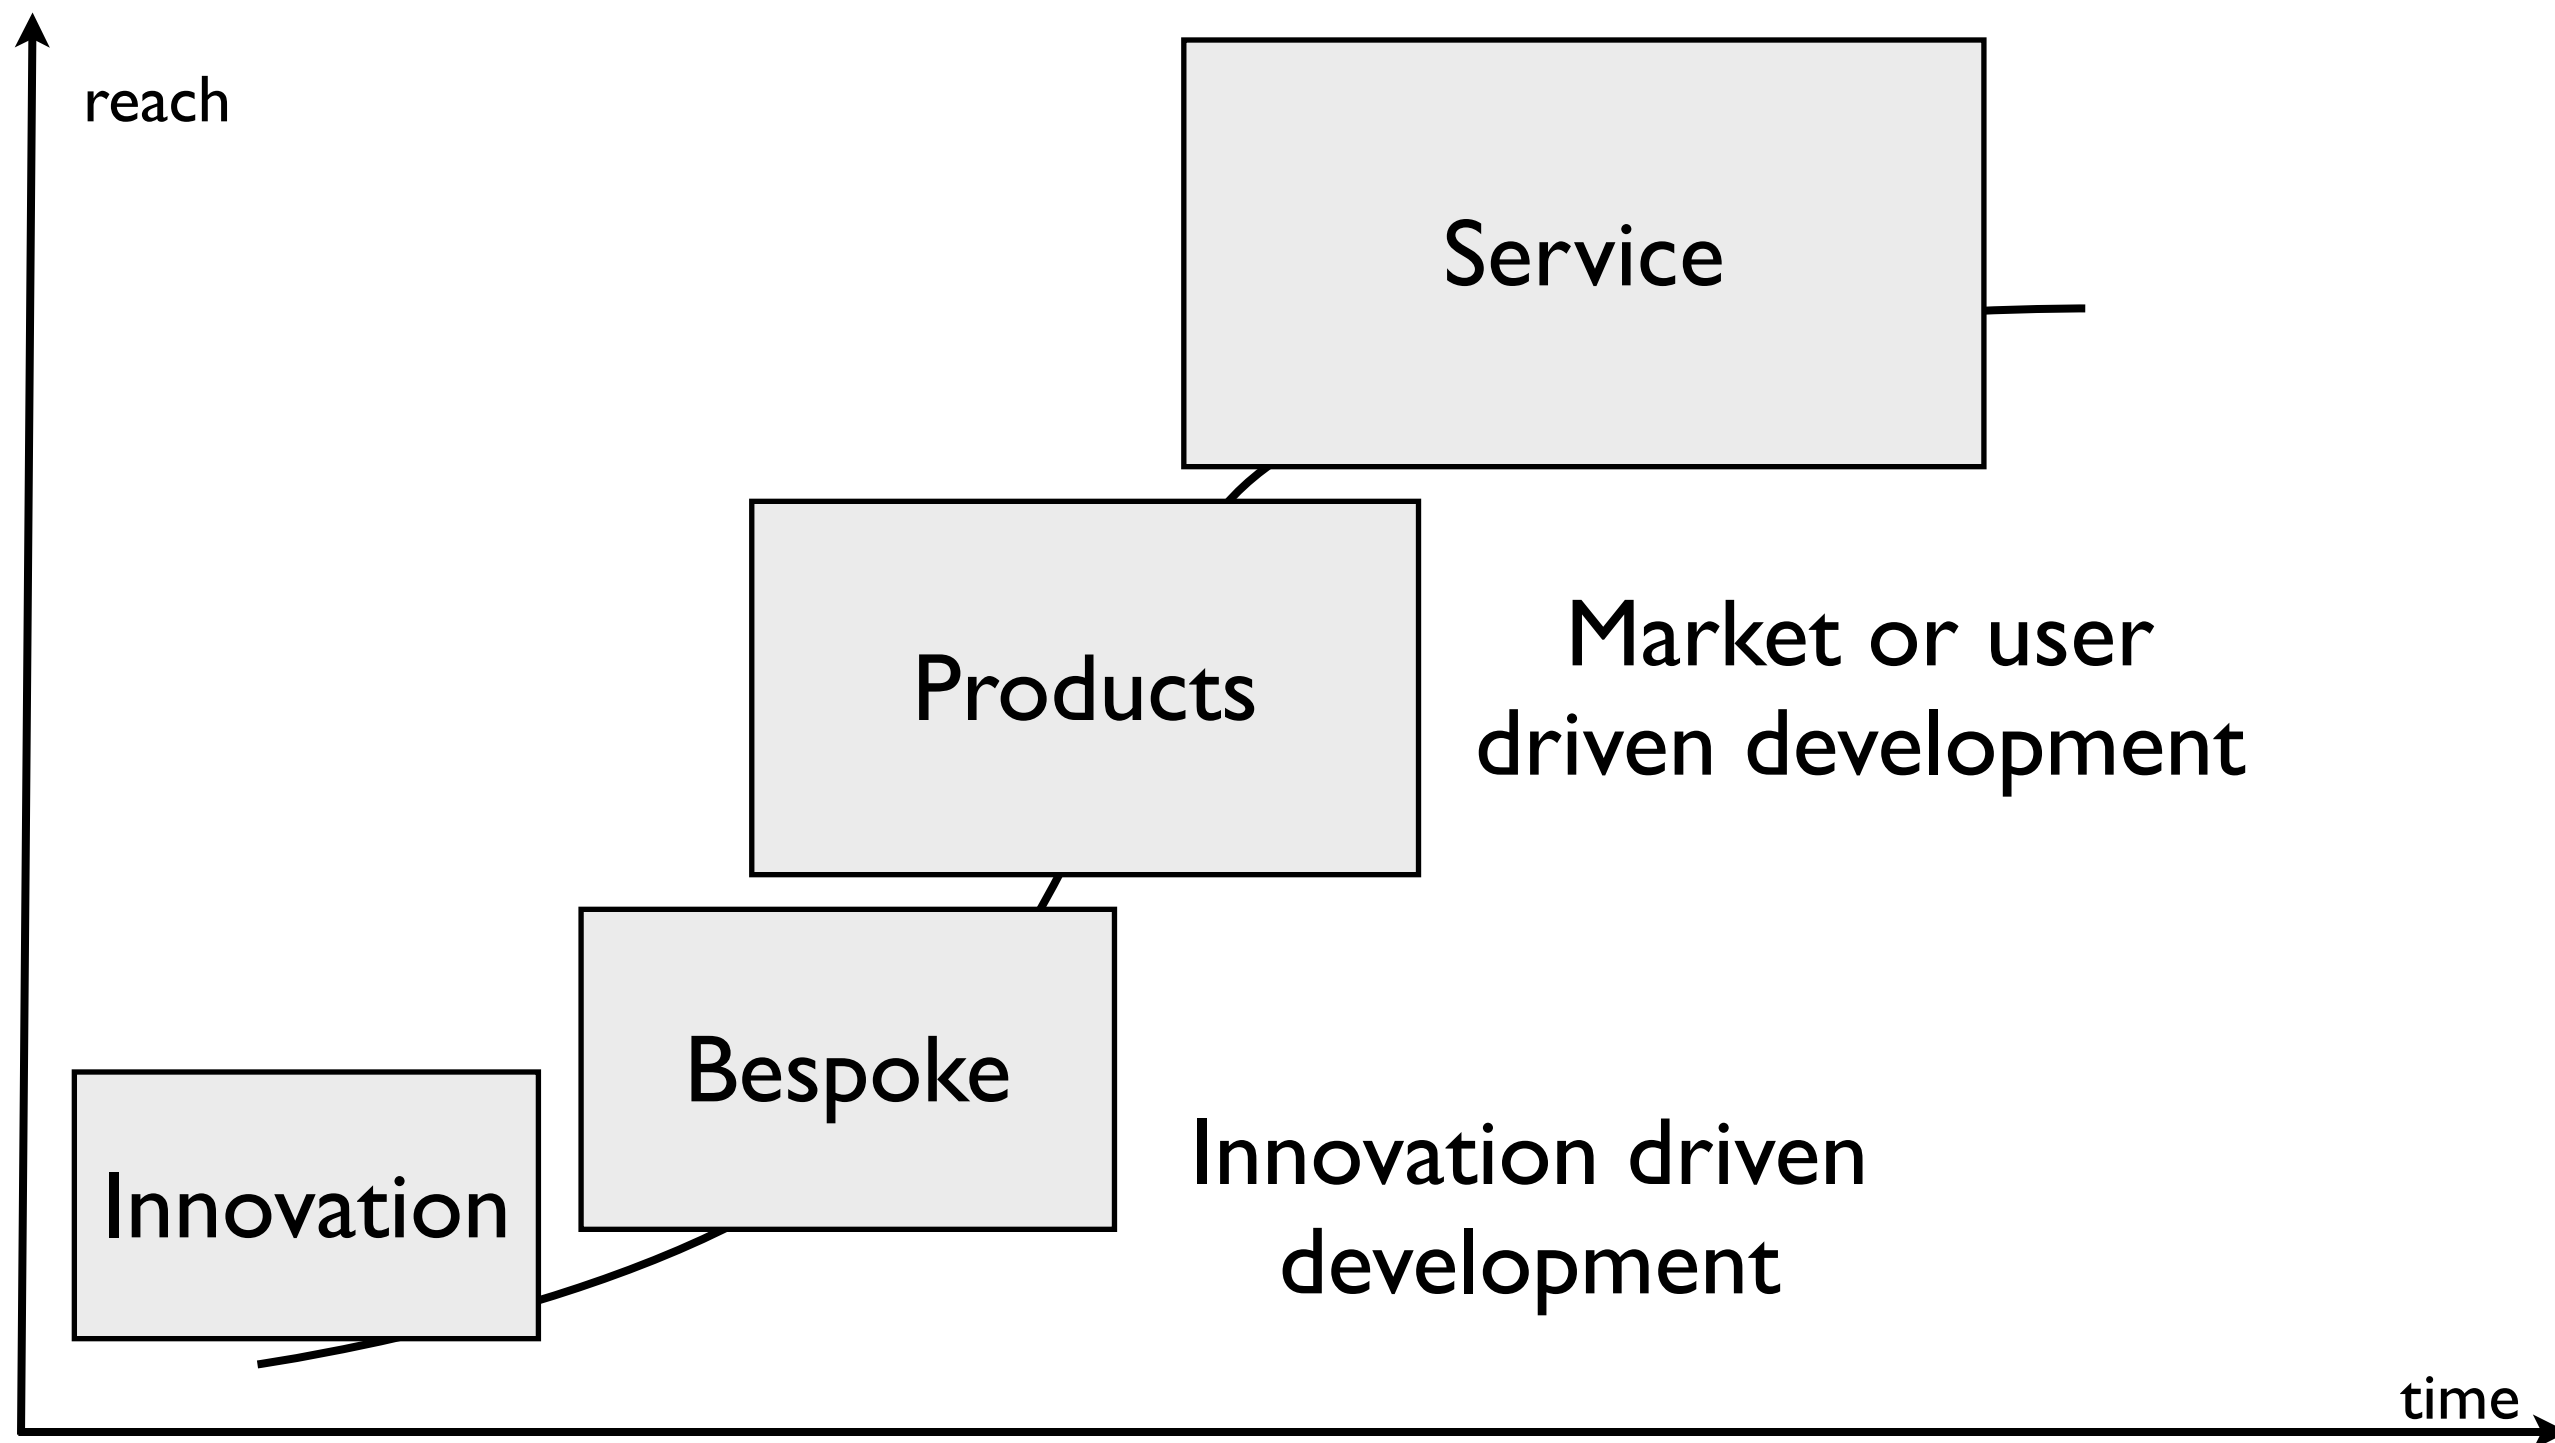 reach
Service
Products
Market or user
driven development
Bespoke
Innovation
Innovation driven
development
time